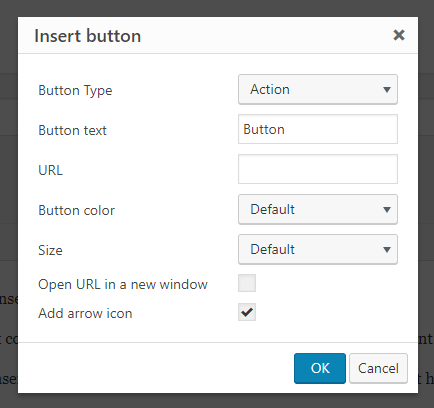 Insert button
Button Type Action
Button text Button
URL
Button color Default
Size Default
Open URL in a new window
Add arrow icon
OK Cancel